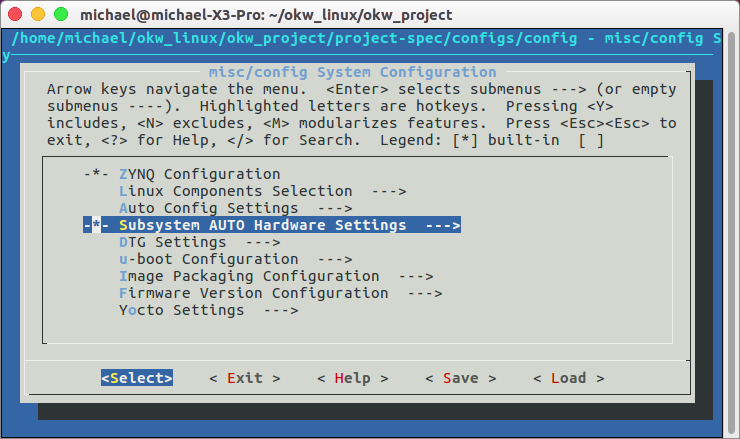 michael@michael-X3-Pro: ~/okw_linux/okw_project
/home/michael/okw_linux/okw_project/project-spec/configs/config - misc/config S
y
misc/config System Configuration
Arrow keys navigate the menu.  <Enter> selects submenus ---> (or empty
submenus ----).  Highlighted letters are hotkeys.  Pressing <Y>
includes, <N> excludes, <M> modularizes features.  Press <Esc><Esc> to
exit, <?> for Help, </> for Search.  Legend: [*] built-in  [ ]
-*- ZYNQ Configuration
Linux Components Selection  --->
Auto Config Settings  --->
-*- Subsystem AUTO Hardware Settings  --->
DTG Settings  --->
u-boot Configuration  --->
Image Packaging Configuration  --->
Firmware Version Configuration  --->
Yocto Settings  --->
<Select>    < Exit >    < Help >    < Save >    < Load >